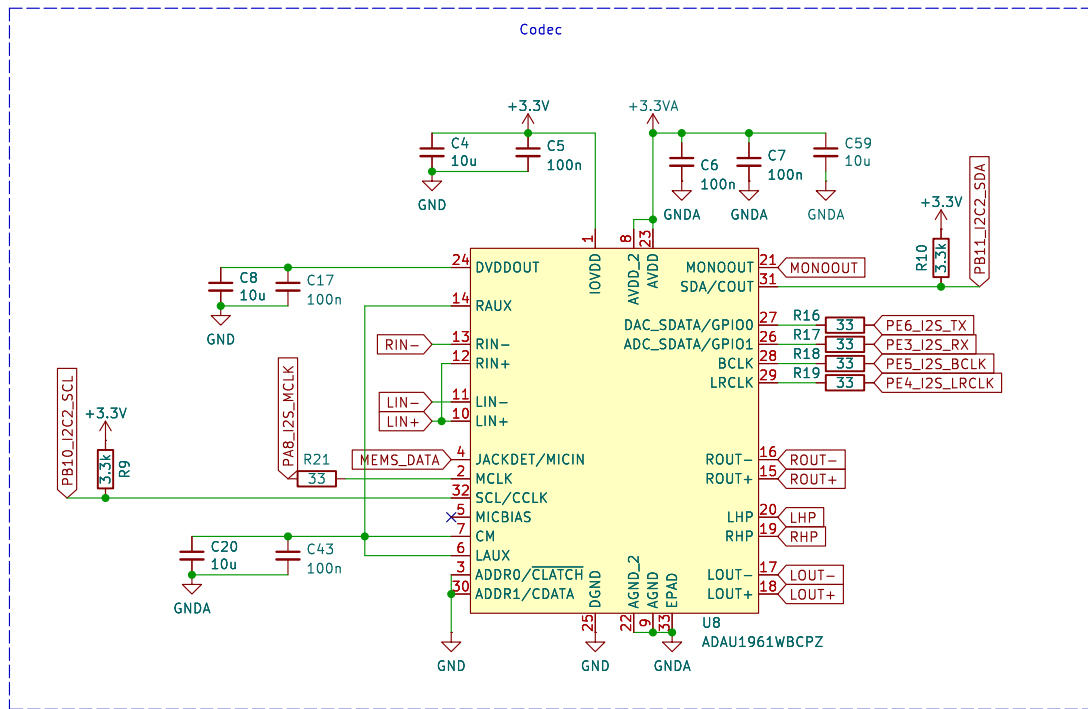 Codec
+3.3V
+3.3VA
C4
10u
C5
100n
C6
100n
C7
100n
C59
10u
GND
GNDA
GNDA
GNDA
+3.3V
R10
3.3k
PB11_I2C2_SDA
1
8
23
IOVDD
AVDD_2
AVDD
24
DVDDOUT
C8
10u
C17
100n
GND
14
RAUX
RIN-
13
RIN-
12
RIN+
LIN-
11
LIN-
LIN+
10
LIN+
MEMS_DATA
4
JACKDET/MICIN
PA8_I2S_MCLK
R21
33
2
MCLK
PB10_I2C2_SCL
+3.3V
3.3k
R9
32
SCL/CCLK
5
MICBIAS
7
CM
6
LAUX
C20
10u
C43
100n
GNDA
3
ADDR0/CLATCH
30
ADDR1/CDATA
GND
MONOOUT
21
MONOOUT
SDA/COUT
31
DAC_SDATA/GPIO0
27
R16
33
PE6_I2S_TX
ADC_SDATA/GPIO1
26
R17
33
PE3_I2S_RX
BCLK
28
R18
33
PE5_I2S_BCLK
LRCLK
29
R19
33
PE4_I2S_LRCLK
ROUT-
16
ROUT-
ROUT+
15
ROUT+
LHP
20
LHP
RHP
19
RHP
LOUT-
17
LOUT-
LOUT+
18
LOUT+
DGND
AGND_2
AGND
EPAD
25
22
9
33
GND
GNDA
U8
ADAU1961WBCPZ